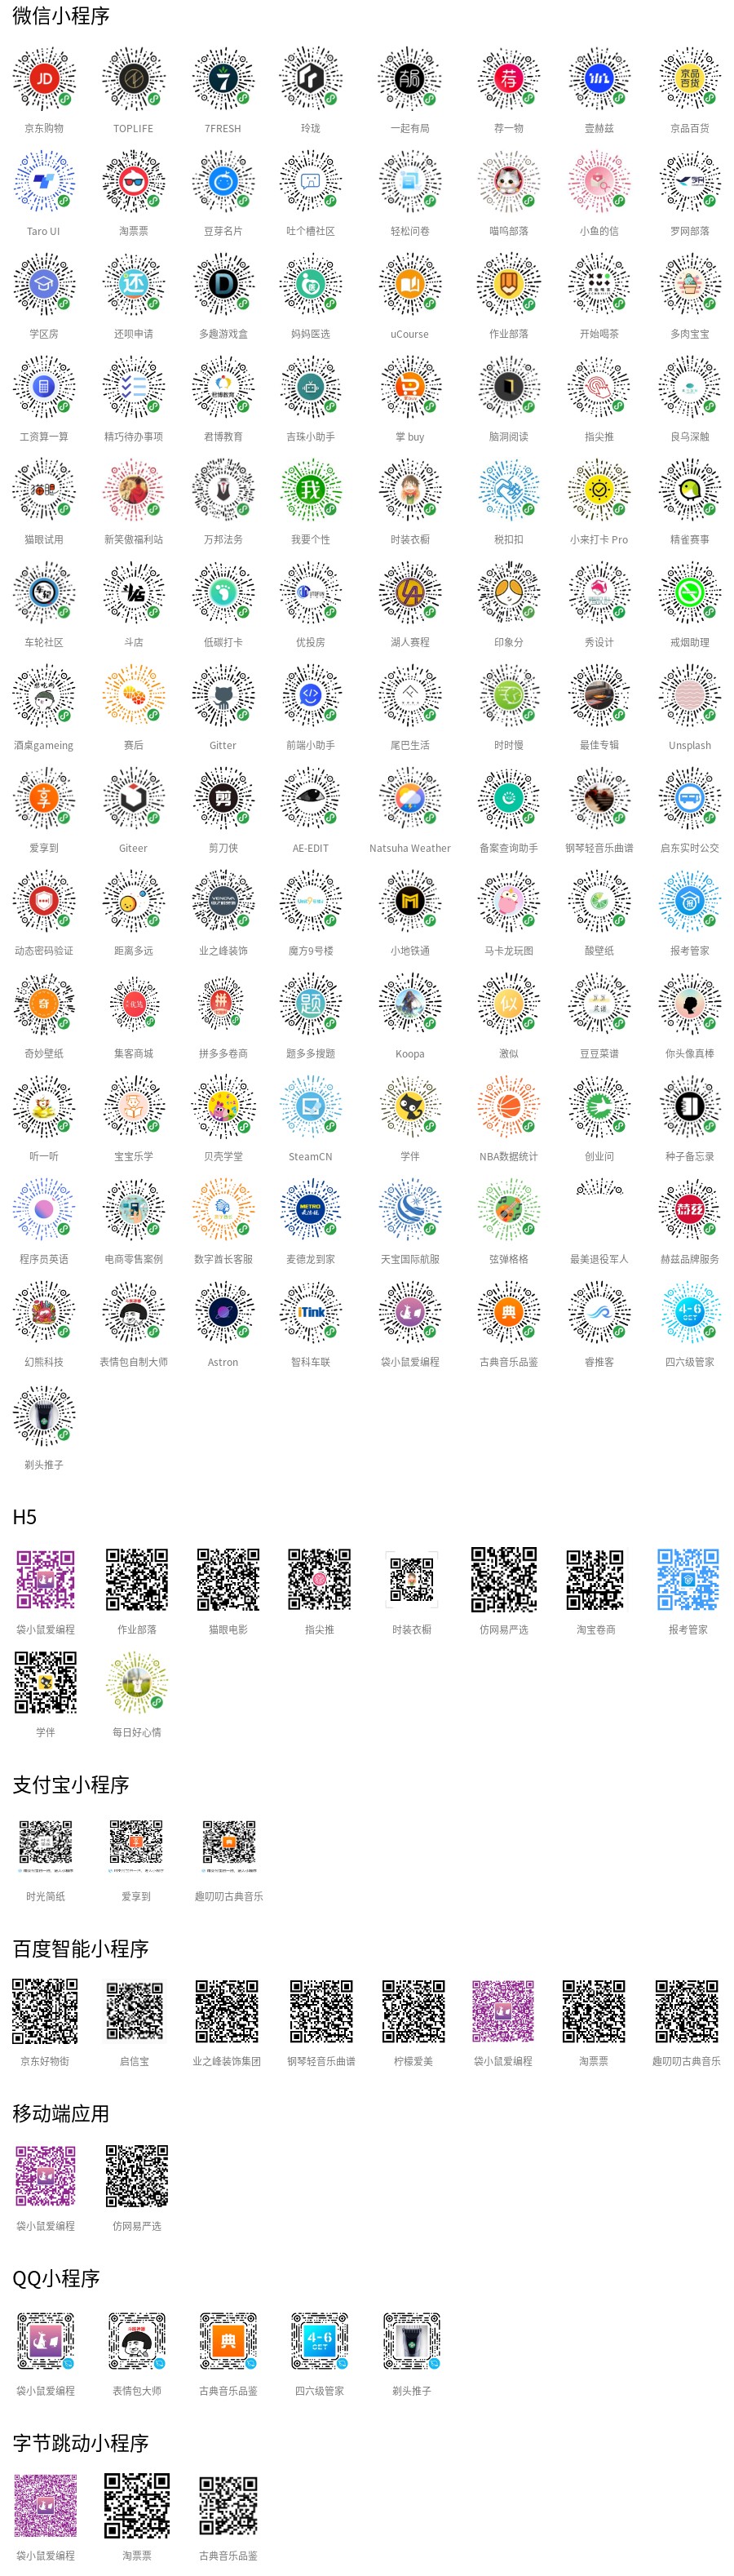 微信小程序
京东购物 TOPLIFE 7FRESH 玲珑 一起有局 荐一物 壹赫兹 京品百货
Taro UI 淘票票 豆芽名片 吐个槽社区 轻松问卷 喵呜部落 小鱼的信 罗网部落
学区房 还呗申请 多趣游戏盒 妈妈医选 uCourse 作业部落 开始喝茶 多肉宝宝
工资算一算 精巧待办事项 君博教育 吉珠小助手 掌 buy 脑洞阅读 指尖推 良乌深触
猫眼试用 新笑傲福利站 万邦法务 我要个性 时装衣橱 税扣扣 小来打卡 Pro 精雀赛事
车轮社区 斗店 低碳打卡 优投房 湖人赛程 印象分 秀设计 戒烟助理
酒桌gameing 赛后 Gitter 前端小助手 尾巴生活 时时慢 最佳专辑 Unsplash
爱享到 Giteer 剪刀侠 AE-EDIT Natsuha Weather 备案查询助手 钢琴轻音乐曲谱 启东实时公交
动态密码验证 距离多远 业之峰装饰 魔方9号楼 小地铁通 马卡龙玩图 酸壁纸 报考管家
奇妙壁纸 集客商城 拼多多卷商 题多多搜题 Koopa 激似 豆豆菜谱 你头像真棒
听一听 宝宝乐学 贝壳学堂 SteamCN 学伴 NBA数据统计 创业问 种子备忘录
程序员英语 电商零售案例 数字酋长客服 麦德龙到家 天宝国际航服 弦弹格格 最美退役军人 赫兹品牌服务
幻熊科技 表情包自制大师 Astron 智科车联 袋小鼠爱编程 古典音乐品鉴 睿推客 四六级管家
剃头推子
H5
袋小鼠爱编程 作业部落 猫眼电影 指尖推 时装衣橱 仿网易严选 淘宝卷商 报考管家
学伴 每日好心情
支付宝小程序
时光简纸 爱享到 趣叨叨古典音乐
百度智能小程序
京东好物街 启信宝 业之峰装饰集团 钢琴轻音乐曲谱 柠檬爱美 袋小鼠爱编程 淘票票 趣叨叨古典音乐
移动端应用
袋小鼠爱编程 仿网易严选
QQ小程序
袋小鼠爱编程 表情包大师 古典音乐品鉴 四六级管家 剃头推子
字节跳动小程序
袋小鼠爱编程 淘票票 古典音乐品鉴